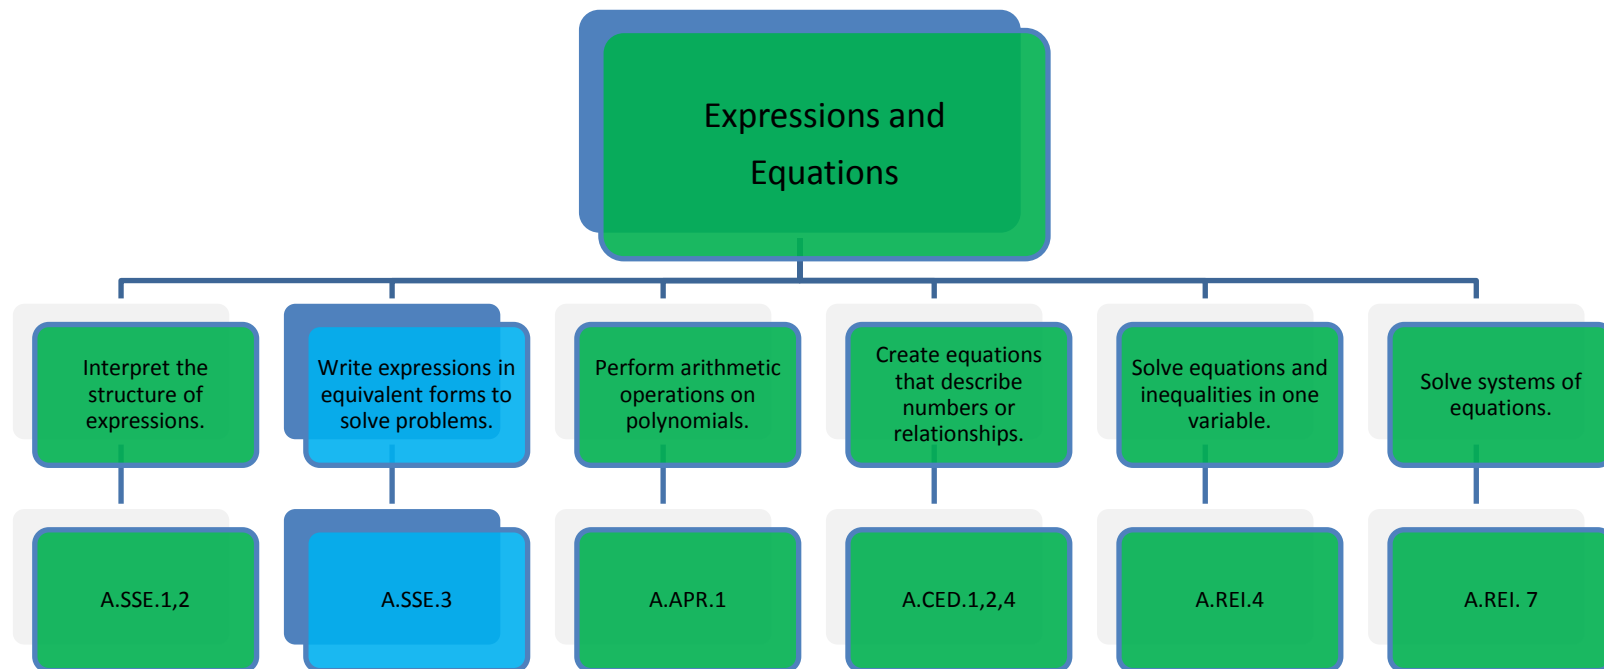 Expressions and
Equations
Interpret the
structure of
expressions.
Write expressions in
equivalent forms to
solve problems.
Perform arithmetic
operations on
polynomials.
Create equations
that describe
numbers or
relationships.
Solve equations and
inequalities in one
variable.
Solve systems of
equations.
A.SSE.1,2
A.SSE.3
A.APR.1
A.CED.1,2,4
A.REI.4
A.REI. 7